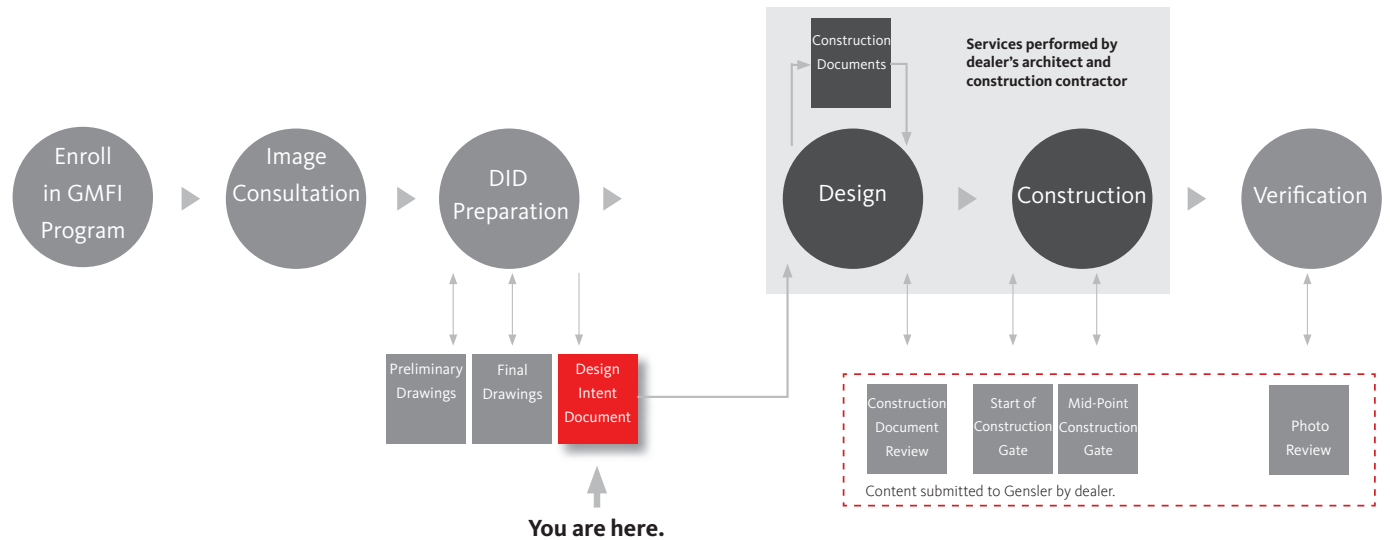 Construction
Documents
Services performed by
dealer's architect and
construction contractor
Enroll
in GMFI
Program
Image
Consultation
DID
Preparation
Design
Construction
Verification
Preliminary
Drawings
Final
Drawings
Design
Intent
Document
Construction
Document
Review
Start of
Construction
Gate
Mid-Point
Construction
Gate
Photo
Review
Content submitted to Gensler by dealer.
You are here.